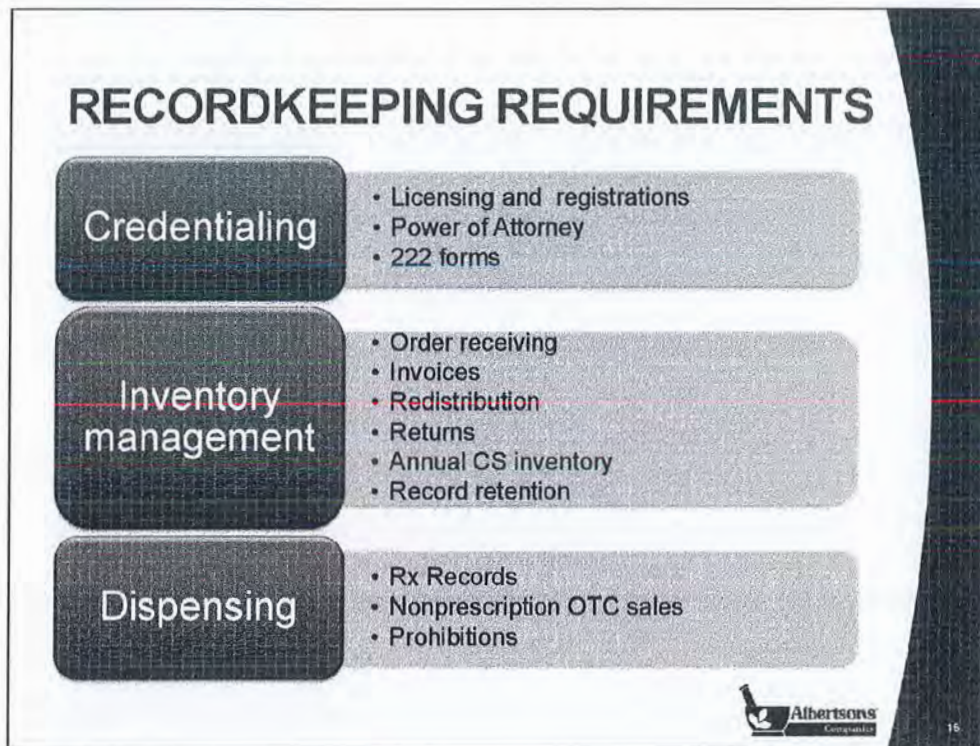 RECORDKEEPING REQUIREMENTS
Credentialing
• Licensing and registrations
• Power of Attorney
• 222 forms
Inventory
management
• Order receiving
• Invoices
• Redistribution
• Returns
• Annual CS inventory
• Record retention
Dispensing
• Rx Records
• Nonprescription OTC sales
• Prohibitions
Albertsons
Companies
16